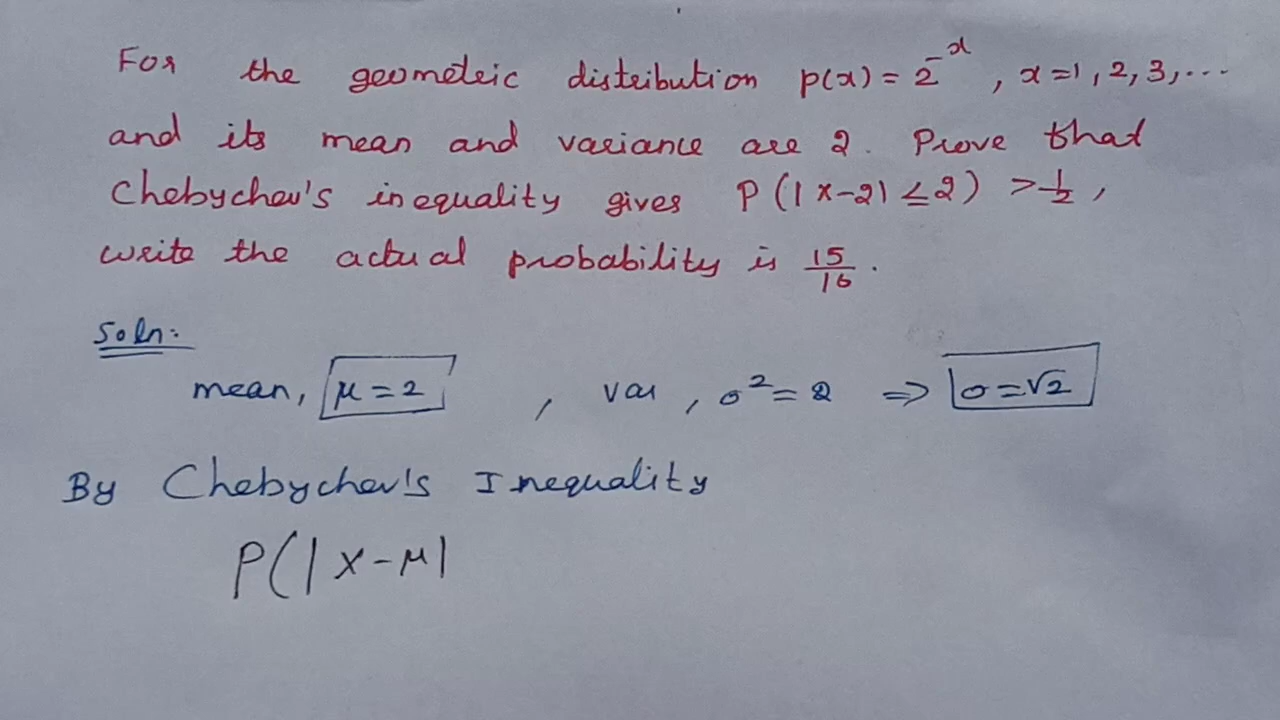 For the geometric distribution p(x) = 2^-x , x=1, 2, 3, ...
and its mean and variance are 2. Prove that
Chebychev's inequality gives P(|x-2| ≤ 2) > 1/2 ,
write the actual probability is 15/16 .
Soln:
mean, μ = 2 , var , σ² = 2 ⇒ σ=√2
By Chebychev's Inequality
P(|x-μ|